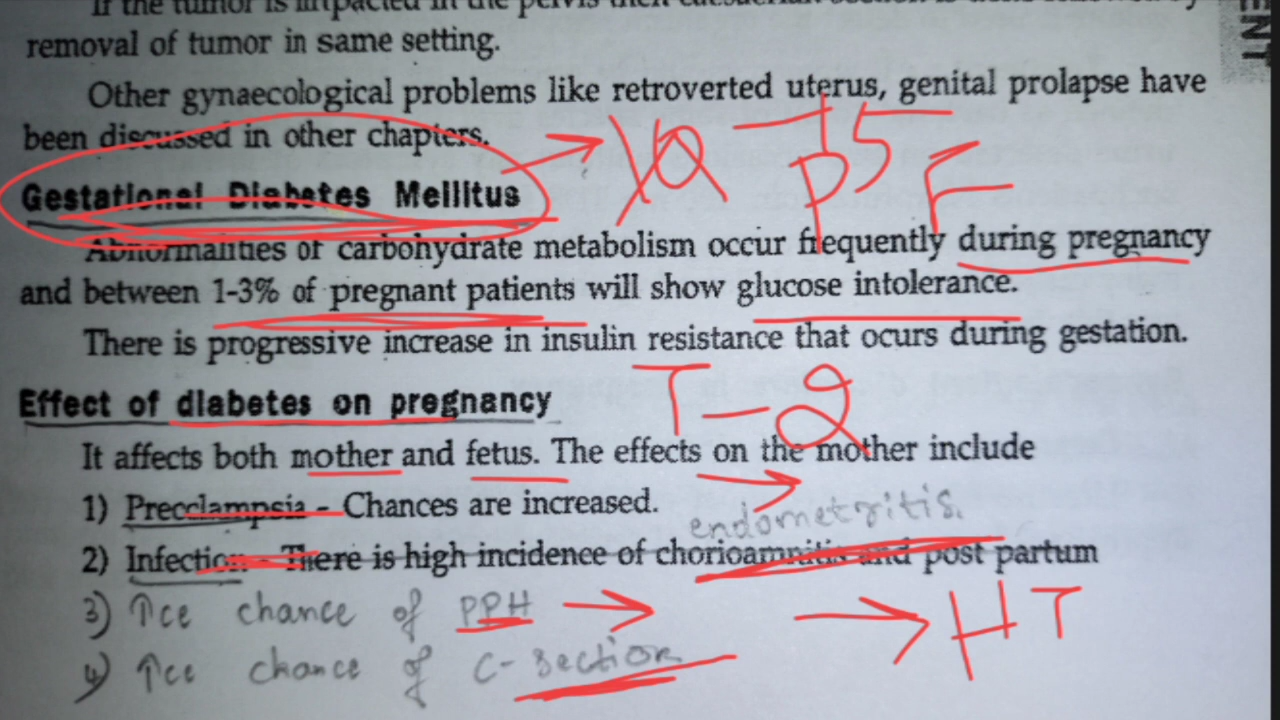 removal of tumor in same setting.
Other gynaecological problems like retroverted uterus, genital prolapse have
been discussed in other chapters.
Gestational Diabetes Mellitus
Abnormalities of carbohydrate metabolism occur frequently during pregnancy
and between 1-3% of pregnant patients will show glucose intolerance.
There is progressive increase in insulin resistance that ocurs during gestation.
Effect of diabetes on pregnancy
T-2
It affects both mother and fetus. The effects on the mother include
1) Preeclampsia - Chances are increased.
endometritis.
2) Infection - There is high incidence of chorioamnitis and post partum
3) ↑ce chance of PPH → → HT
4) ↑ce chance of C-section